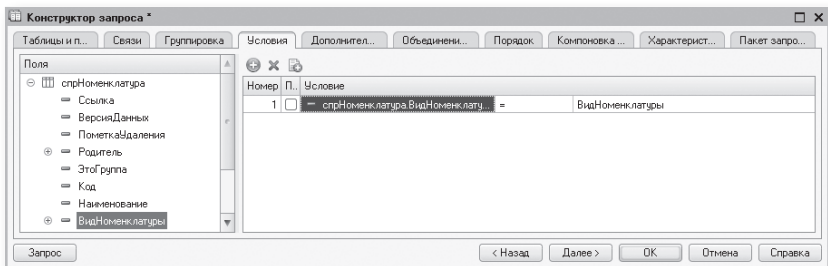 Конструктор запроса *
Таблицы и п... Связи Группировка Условия Дополнител... Объединени... Порядок Компоновка ... Характерист... Пакет запро...
Поля
Номер П.. Условие
спрНоменклатура
1 спрНоменклатура.ВидНоменклату... = ВидНоменклатуры
Ссылка
ВерсияДанных
ПометкаУдаления
Родитель
ЭтоГруппа
Код
Наименование
ВидНоменклатуры
Запрос < Назад Далее > ОК Отмена Справка